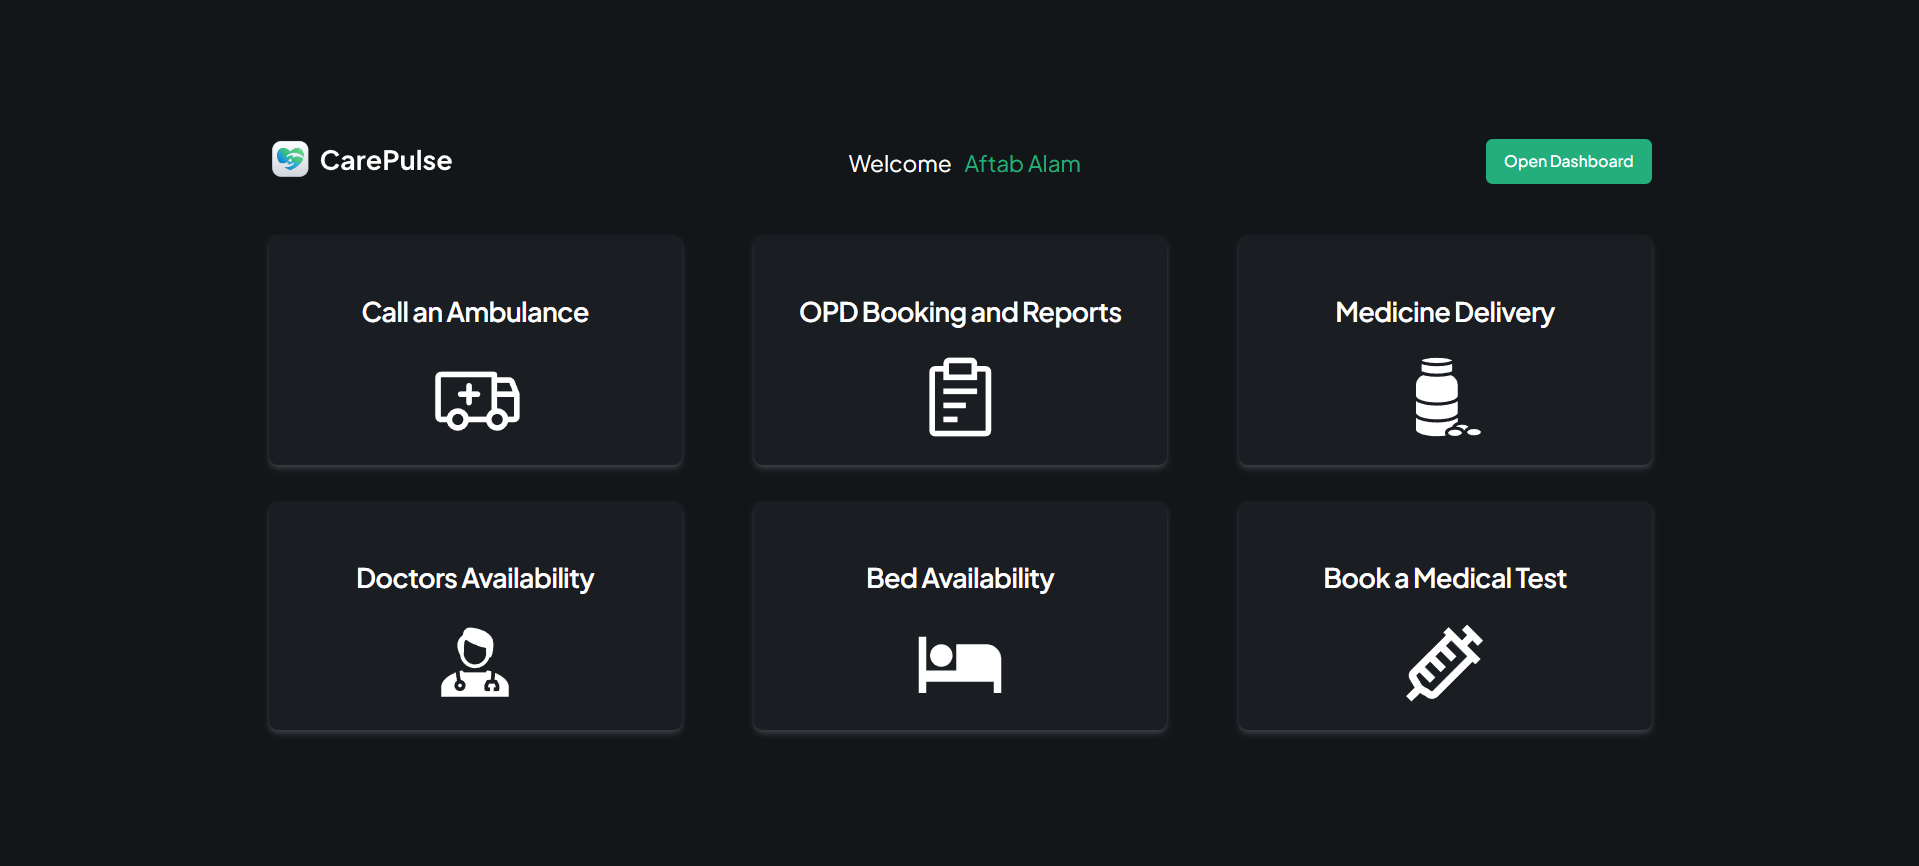 CarePulse
Welcome Aftab Alam
Open Dashboard
Call an Ambulance
OPD Booking and Reports
Medicine Delivery
Doctors Availability
Bed Availability
Book a Medical Test